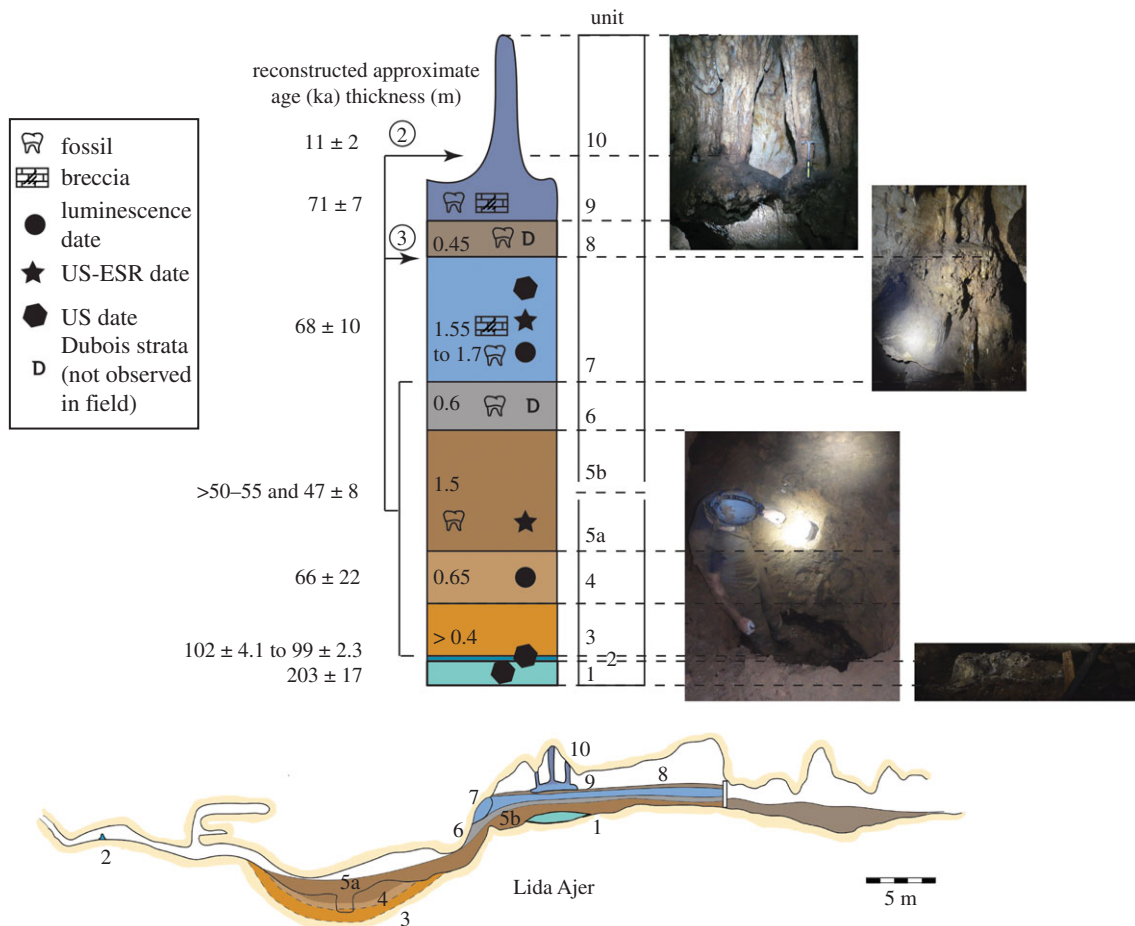 unit
reconstructed approximate
age (ka) thickness (m)
fossil
breccia
luminescence
date
US-ESR date
US date
Dubois strata
D
(not observed
in field)
11 ± 2
2
10
71 ± 7
9
3
0.45
D
8
68 ± 10
1.55
to 1.7
7
0.6
D
6
5b
>50–55 and 47 ± 8
1.5
5a
66 ± 22
0.65
4
> 0.4
3
102 ± 4.1 to 99 ± 2.3
2
203 ± 17
1
10
9
8
7
6
5b
1
2
5a
4
3
Lida Ajer
5 m